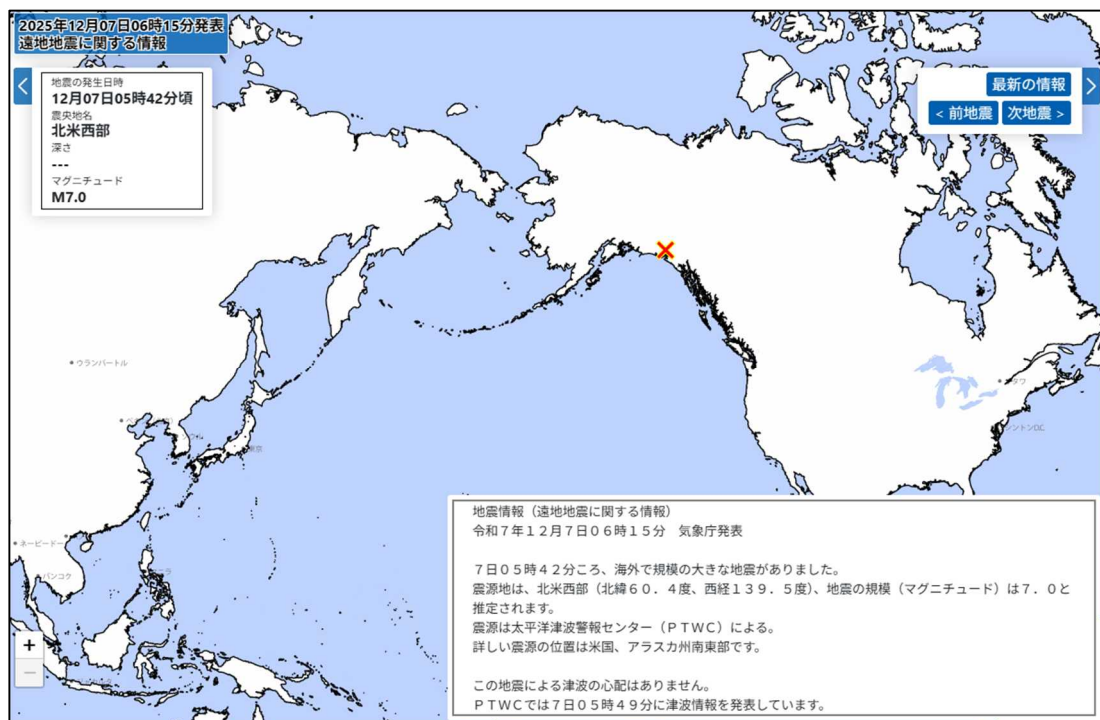 2025年12月07日06時15分発表
遠地地震に関する情報
地震の発生日時
12月07日05時42分頃
震央地名
北米西部
深さ
---
マグニチュード
M7.0
最新の情報
< 前地震
次地震 >
ウランバートル
東京
オタワ
ネーピードー
バンコク
地震情報（遠地地震に関する情報）
令和７年１２月７日０６時１５分　気象庁発表
７日０５時４２分ころ、海外で規模の大きな地震がありました。
震源地は、北米西部（北緯６０．４度、西経１３９．５度）、地震の規模（マグニチュード）は７．０と
推定されます。
震源は太平洋津波警報センター（ＰＴＷＣ）による。
詳しい震源の位置は米国、アラスカ州南東部です。
この地震による津波の心配はありません。
ＰＴＷＣでは７日０５時４９分に津波情報を発表しています。
+
−